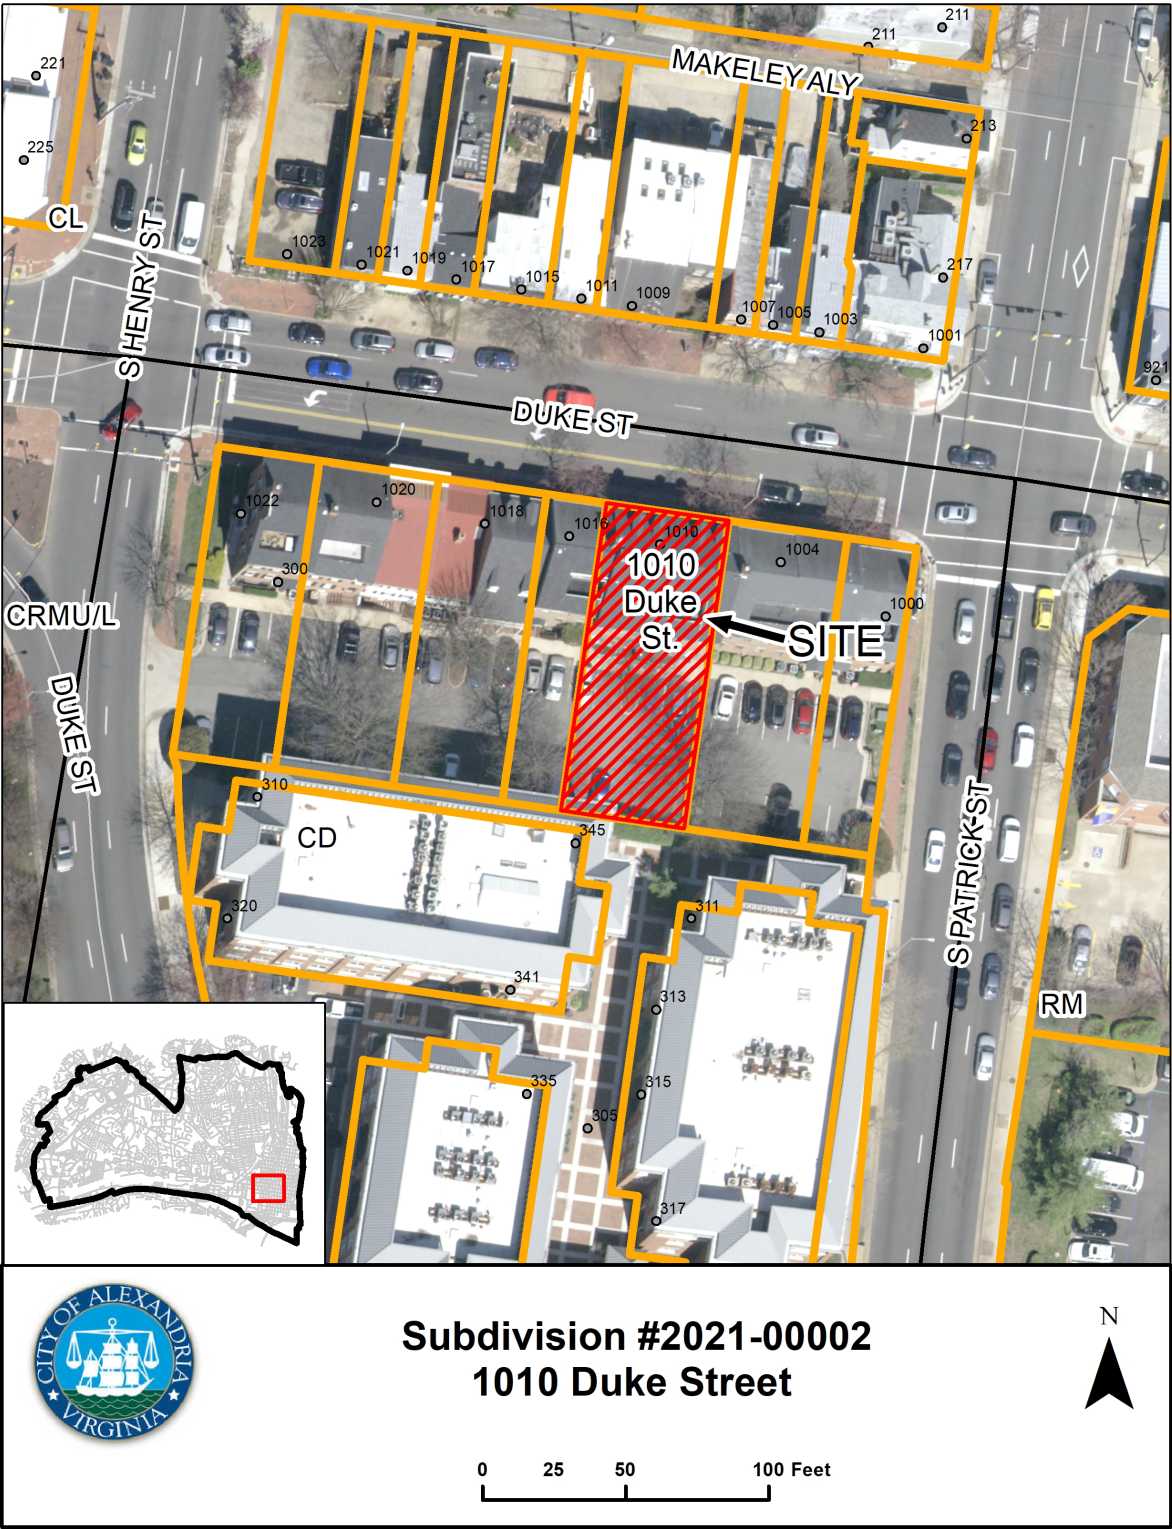 211
211
221
MAKELEY ALY
213
225
CL
S HENRY ST
1023
1021
1019
1017
1015
1011
1009
1007
1005
1003
217
1001
921
DUKE ST
1022
1020
1018
1016
1010
1004
300
1010
Duke
St.
SITE
1000
CRMU/L
DUKE ST
310
CD
345
S PATRICK ST
320
311
341
313
RM
335
315
305
317
CITY OF ALEXANDRIA
VIRGINIA
Subdivision #2021-00002
1010 Duke Street
N
0 25 50 100 Feet